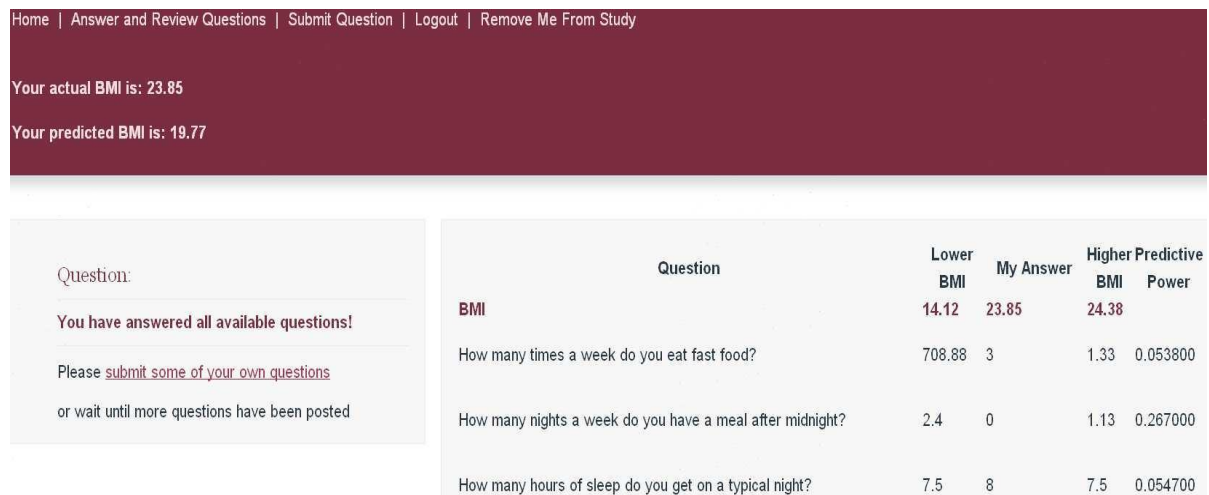 Home | Answer and Review Questions | Submit Question | Logout | Remove Me From Study
Your actual BMI is: 23.85
Your predicted BMI is: 19.77
Question:
You have answered all available questions!
Please submit some of your own questions
or wait until more questions have been posted
Question Lower BMI My Answer Higher BMI Predictive Power
BMI 14.12 23.85 24.38
How many times a week do you eat fast food? 708.88 3 1.33 0.053800
How many nights a week do you have a meal after midnight? 2.4 0 1.13 0.267000
How many hours of sleep do you get on a typical night? 7.5 8 7.5 0.054700